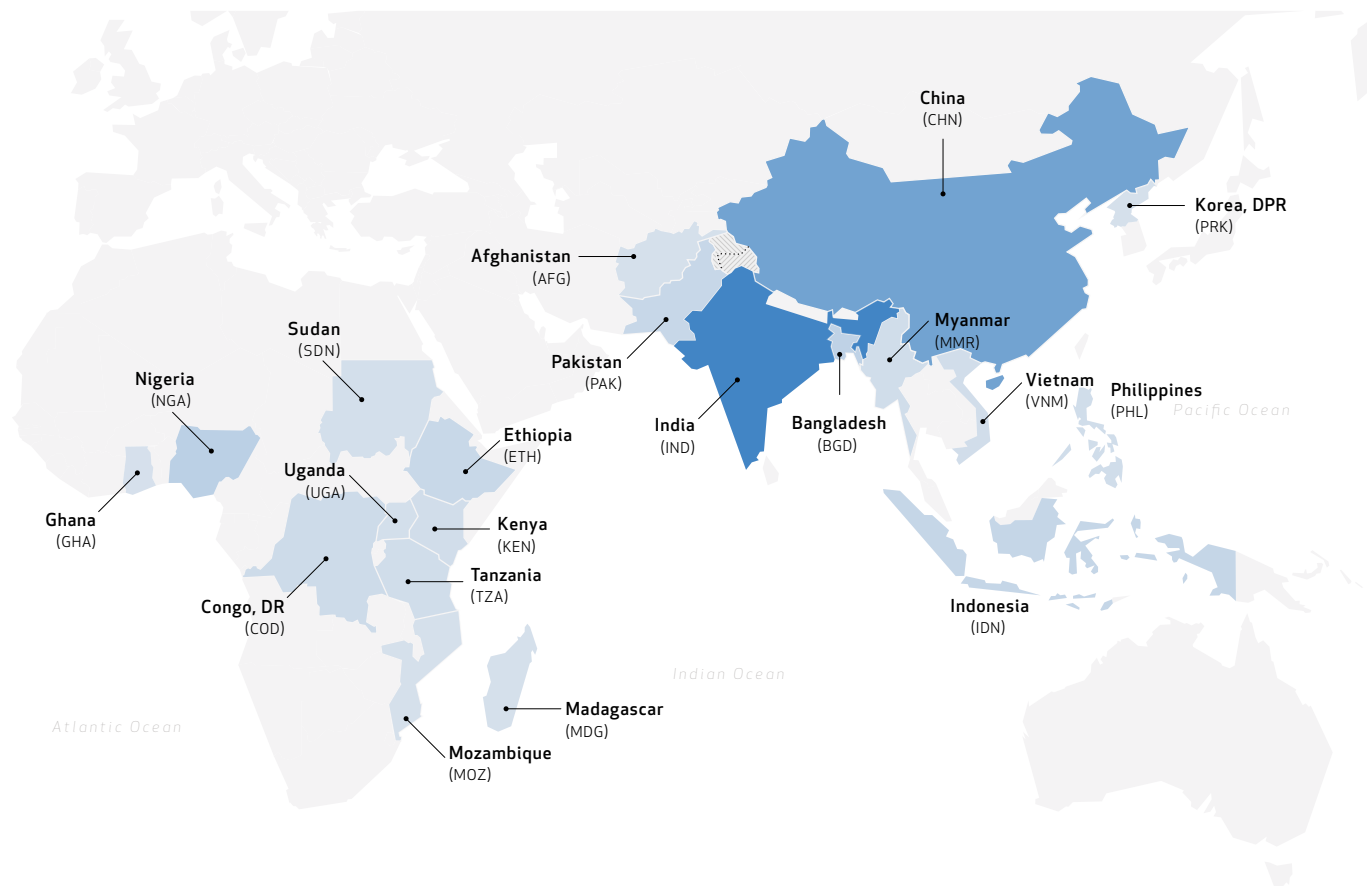 China
(CHN)
Korea, DPR
(PRK)
Afghanistan
(AFG)
Sudan
(SDN)
Myanmar
(MMR)
Pakistan
(PAK)
Nigeria
(NGA)
Vietnam
(VNM)
Philippines
(PHL)
Pacific Ocean
India
(IND)
Bangladesh
(BGD)
Ethiopia
(ETH)
Uganda
(UGA)
Ghana
(GHA)
Kenya
(KEN)
Tanzania
(TZA)
Congo, DR
(COD)
Indonesia
(IDN)
Indian Ocean
Atlantic Ocean
Madagascar
(MDG)
Mozambique
(MOZ)